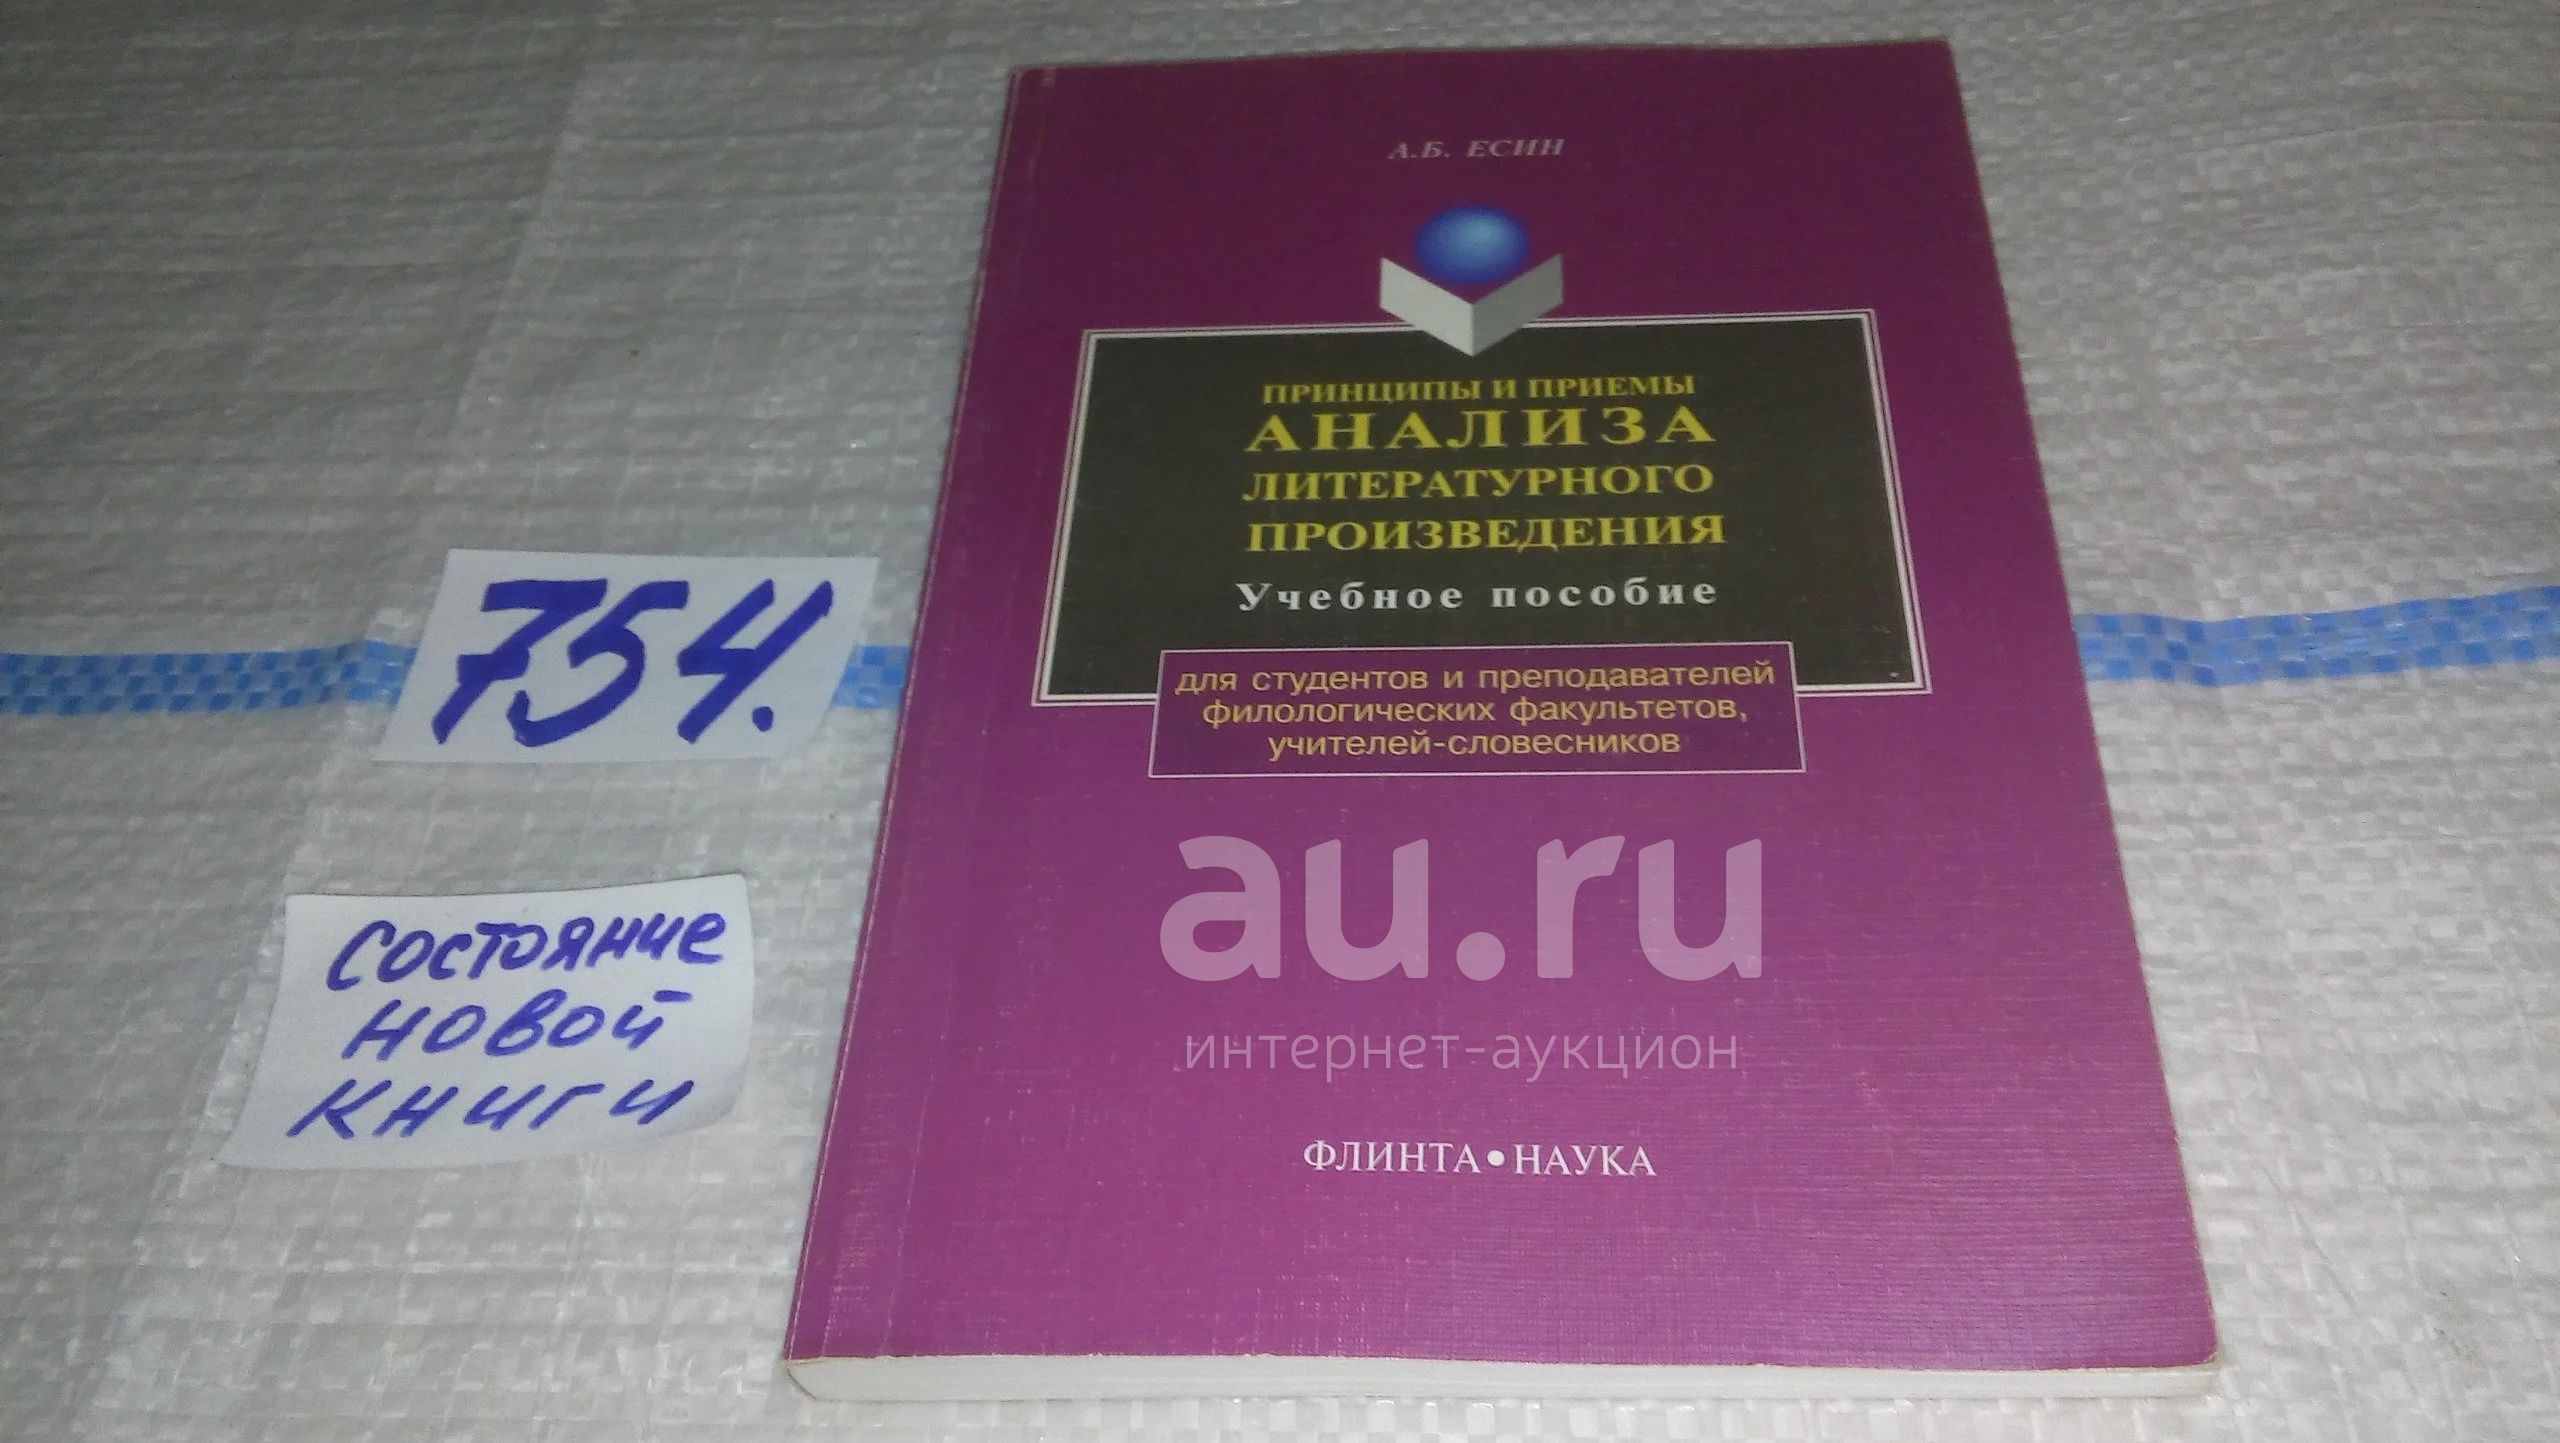 А.Б. ЕСИН
ПРИНЦИПЫ И ПРИЕМЫ
АНАЛИЗА
ЛИТЕРАТУРНОГО
ПРОИЗВЕДЕНИЯ
Учебное пособие
для студентов и преподавателей
филологических факультетов,
учителей-словесников
au.ru
интернет-аукцион
ФЛИНТА•НАУКА
754.
состояние
новой
книги